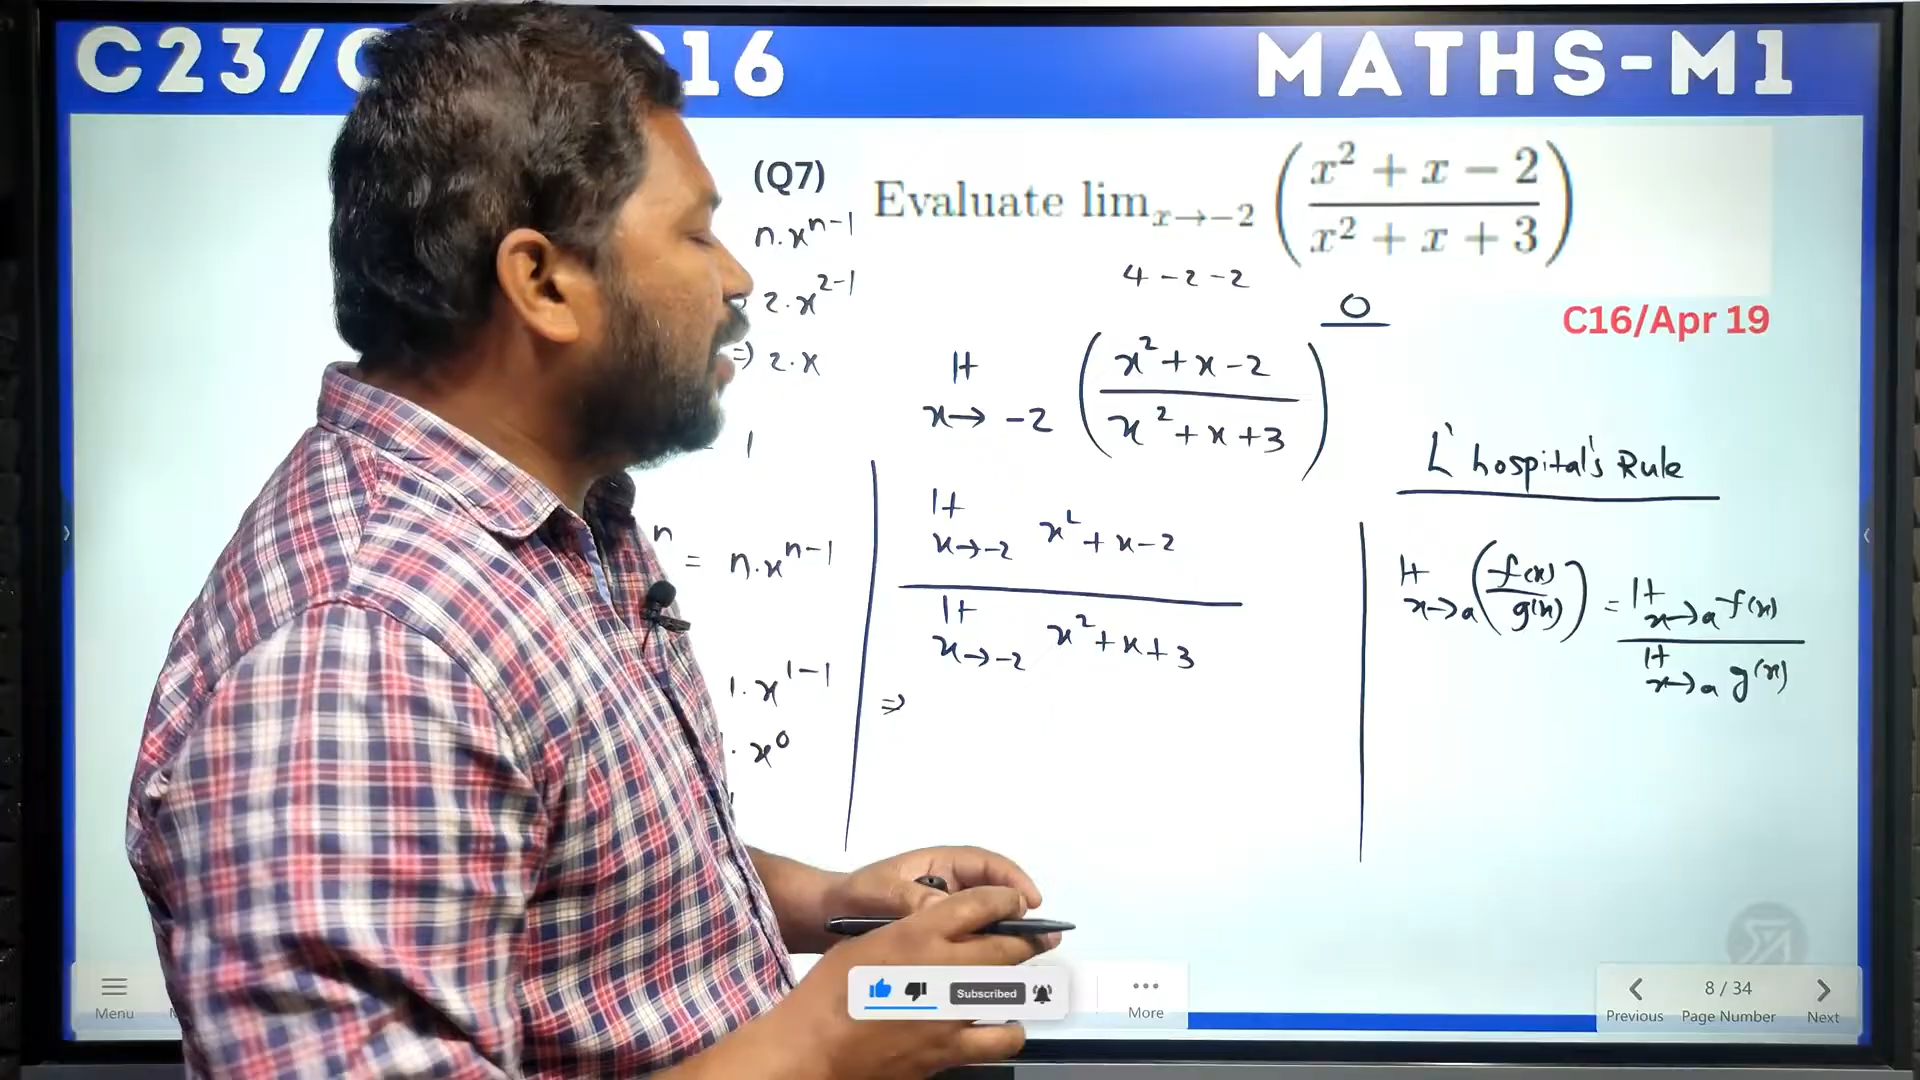 C23/C 16 MATHS-M1
(Q7) Evaluate lim x→−2 (x² + x − 2 / x² + x + 3)
C16/Apr 19
n.x^n-1
2.x^2-1
=) 2.x
1
n = n.x^n-1
1.x^1-1
. x^0
4 -2 -2
0
lt x→ -2 (x²+x-2 / x²+x+3)
lt x→-2 x²+x-2
lt x→-2 x²+x+3
⇒
L' hospital's Rule
lt x→a (f(x) / g(x)) = lt x→a f(x)
lt x→a g(x)
Menu
Subscribed
More
8 / 34
Previous Page Number Next